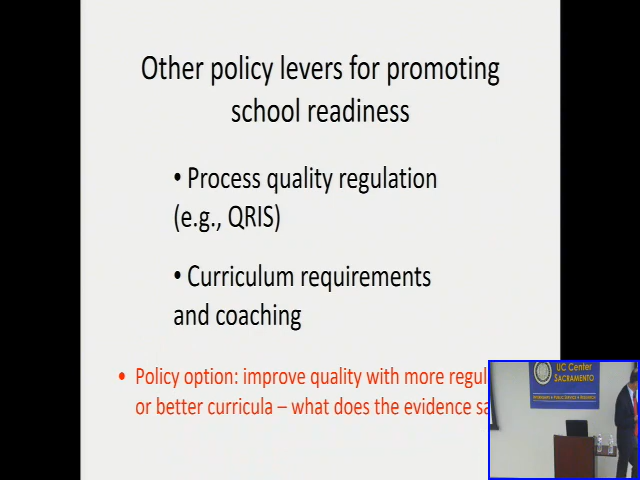 Other policy levers for promoting
school readiness
• Process quality regulation
(e.g., QRIS)
• Curriculum requirements
and coaching
• Policy option: improve quality with more regul
or better curricula – what does the evidence sa
UC Center
SACRAMENTO